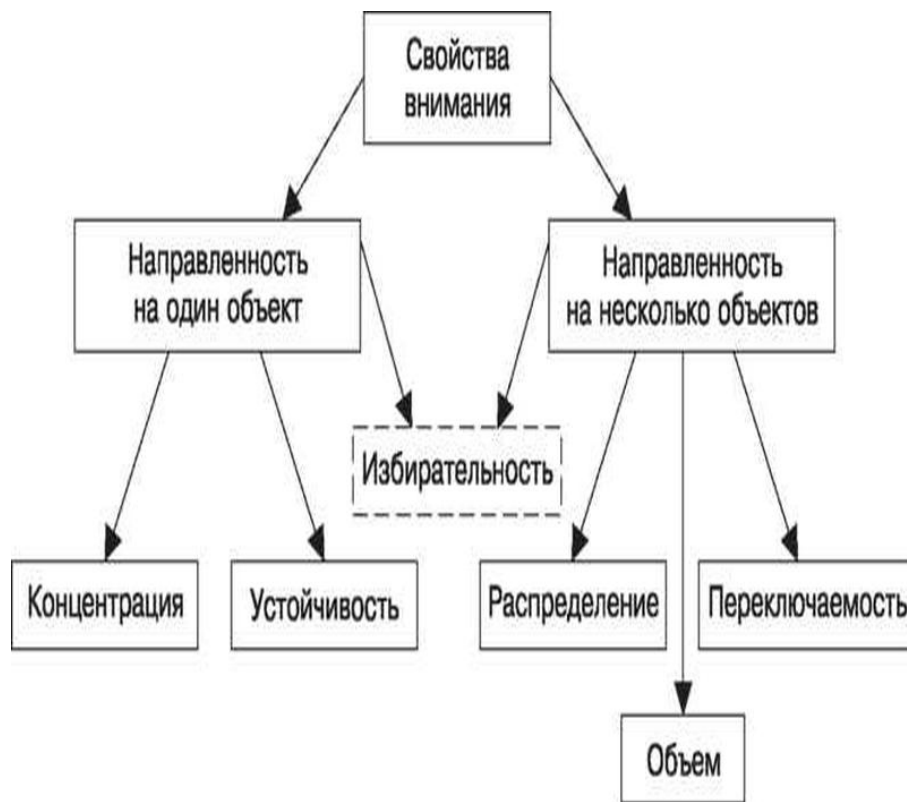 Свойства
внимания
Направленность
на один объект
Направленность
на несколько объектов
Избирательность
Концентрация
Устойчивость
Распределение
Переключаемость
Объем